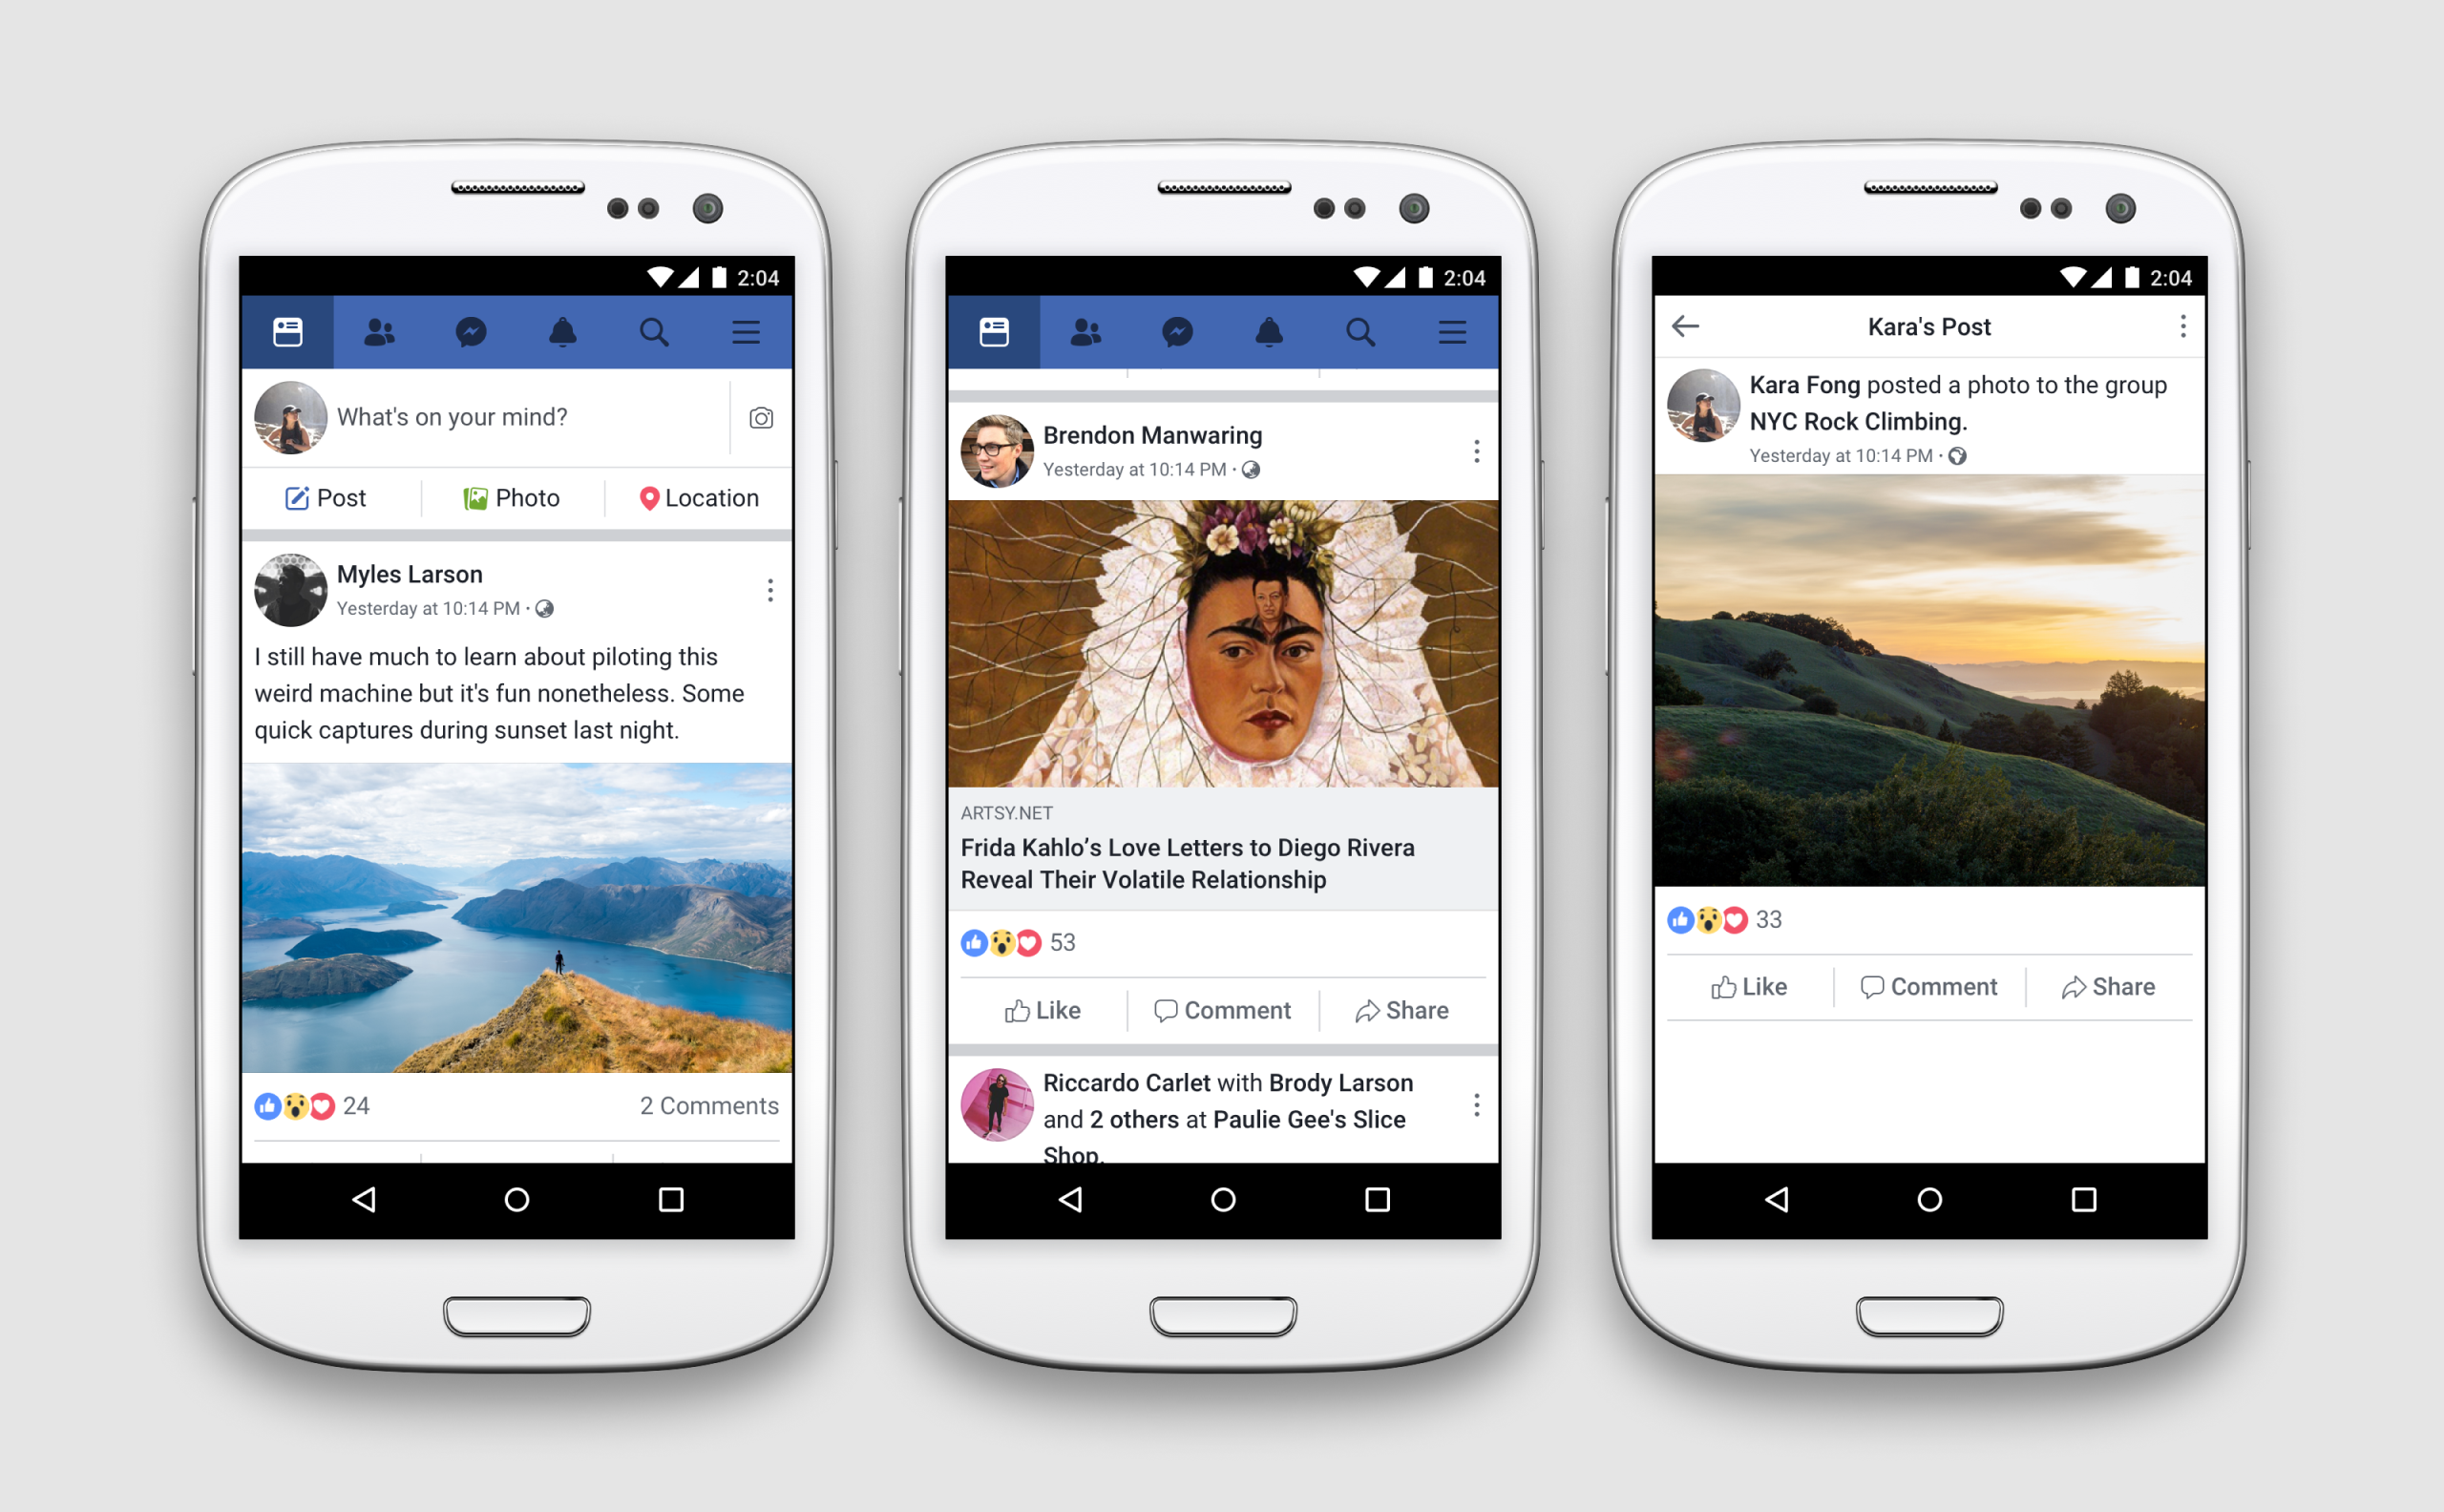 2:04
What's on your mind?
Post
Photo
Location
Myles Larson
Yesterday at 10:14 PM ·
I still have much to learn about piloting this
weird machine but it's fun nonetheless. Some
quick captures during sunset last night.
24
2 Comments
2:04
Brendon Manwaring
Yesterday at 10:14 PM ·
ARTSY.NET
Frida Kahlo’s Love Letters to Diego Rivera
Reveal Their Volatile Relationship
53
Like
Comment
Share
Riccardo Carlet with Brody Larson
and 2 others at Paulie Gee's Slice
Shop.
2:04
Kara's Post
Kara Fong posted a photo to the group
NYC Rock Climbing.
Yesterday at 10:14 PM ·
33
Like
Comment
Share